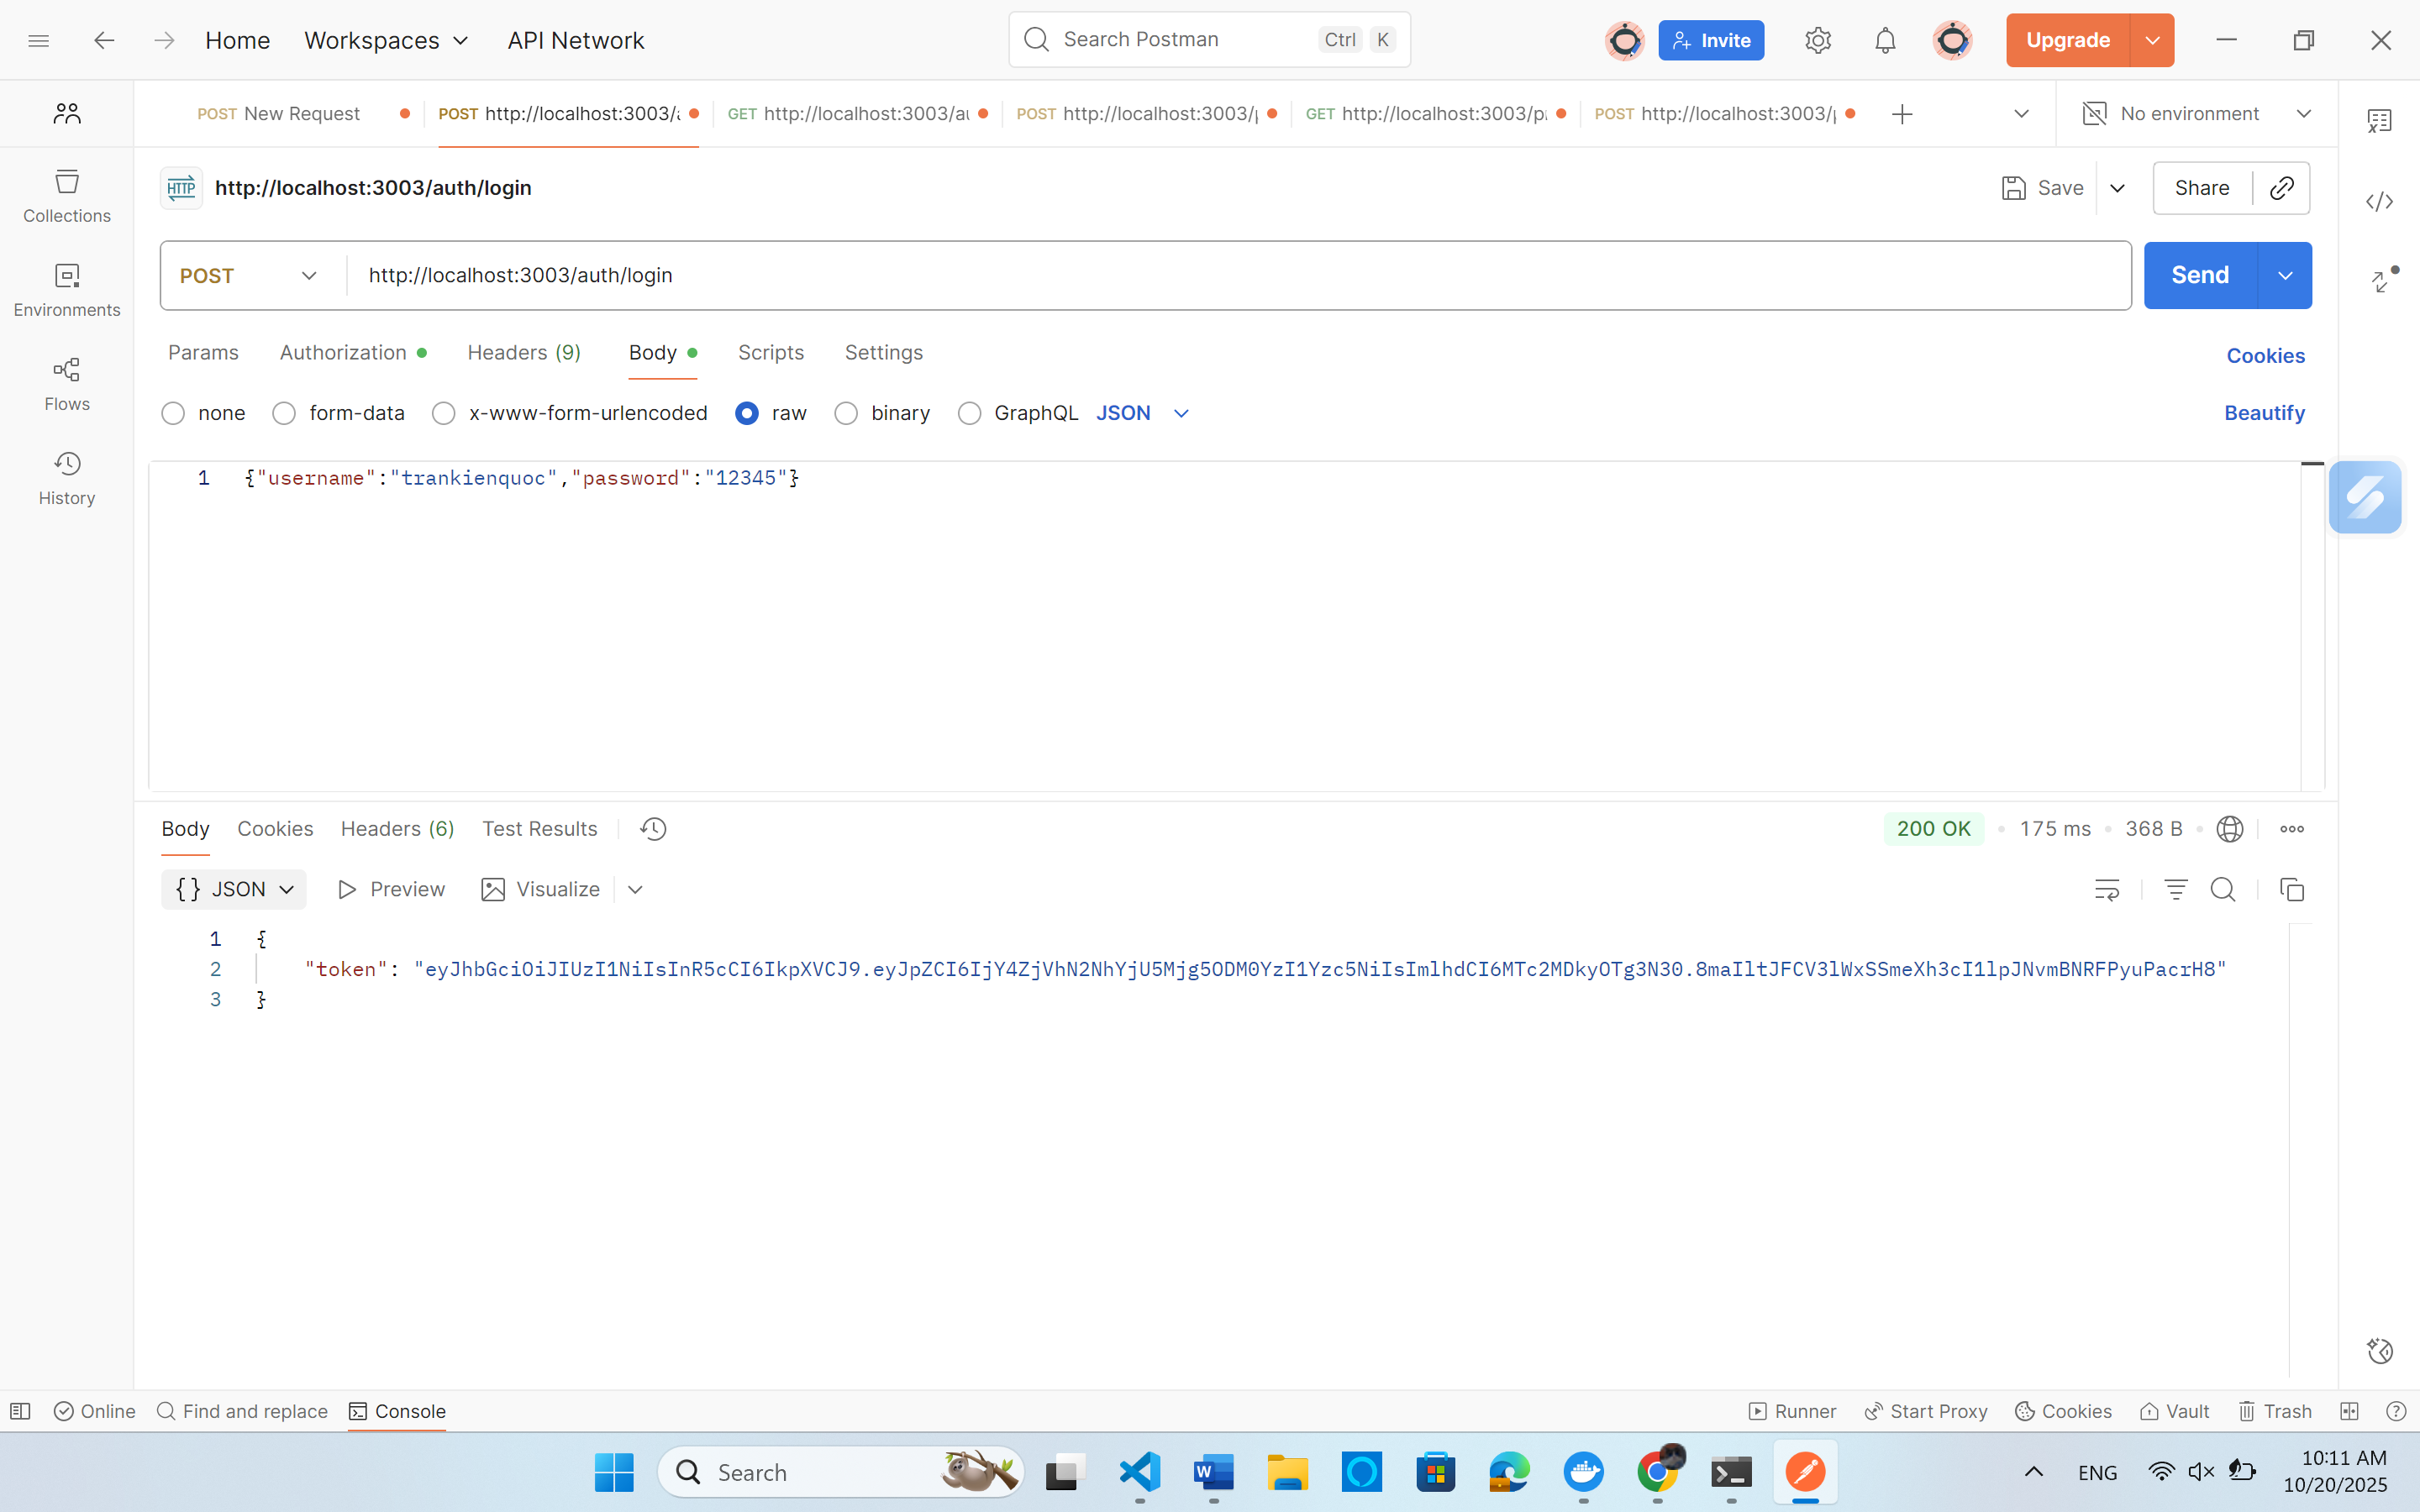 Home Workspaces API Network Search Postman Ctrl K Invite Upgrade
POST New Request POST http://localhost:3003/ GET http://localhost:3003/au POST http://localhost:3003/ GET http://localhost:3003/p POST http://localhost:3003/ No environment
HTTP http://localhost:3003/auth/login Save Share
Collections
POST http://localhost:3003/auth/login Send
Environments
Params Authorization Headers (9) Body Scripts Settings Cookies
Flows
none form-data x-www-form-urlencoded raw binary GraphQL JSON Beautify
History
1 {"username":"trankienquoc","password":"12345"}
Body Cookies Headers (6) Test Results 200 OK 175 ms 368 B
{} JSON Preview Visualize
1 {
2 "token": "eyJhbGciOiJIUzI1NiIsInR5cCI6IkpXVCJ9.eyJpZCI6IjY4ZjVhN2NhYjU5Mjg5ODM0YzI1Yzc5NiIsImlhdCI6MTc2MDkyOTg3N30.8maIltJFCV3lWxSSmeXh3cI1lpJNvmBNRFPyuPacrH8"
3 }
Online Find and replace Console Runner Start Proxy Cookies Vault Trash
Search ENG 10:11 AM
10/20/2025